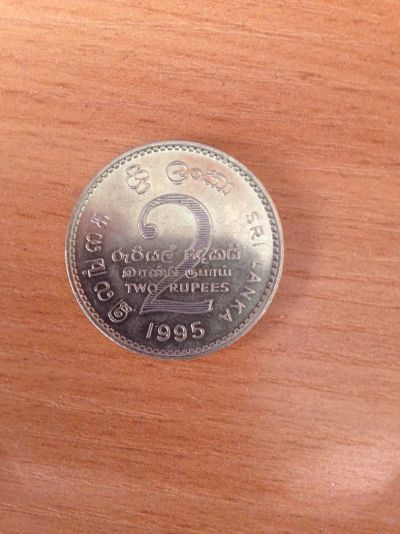 ශ්‍රී ලංකා
SRI LANKA
இலங்கை
2
රුපියල් දෙකයි
இரண்டு ரூபாய்
TWO RUPEES
1995